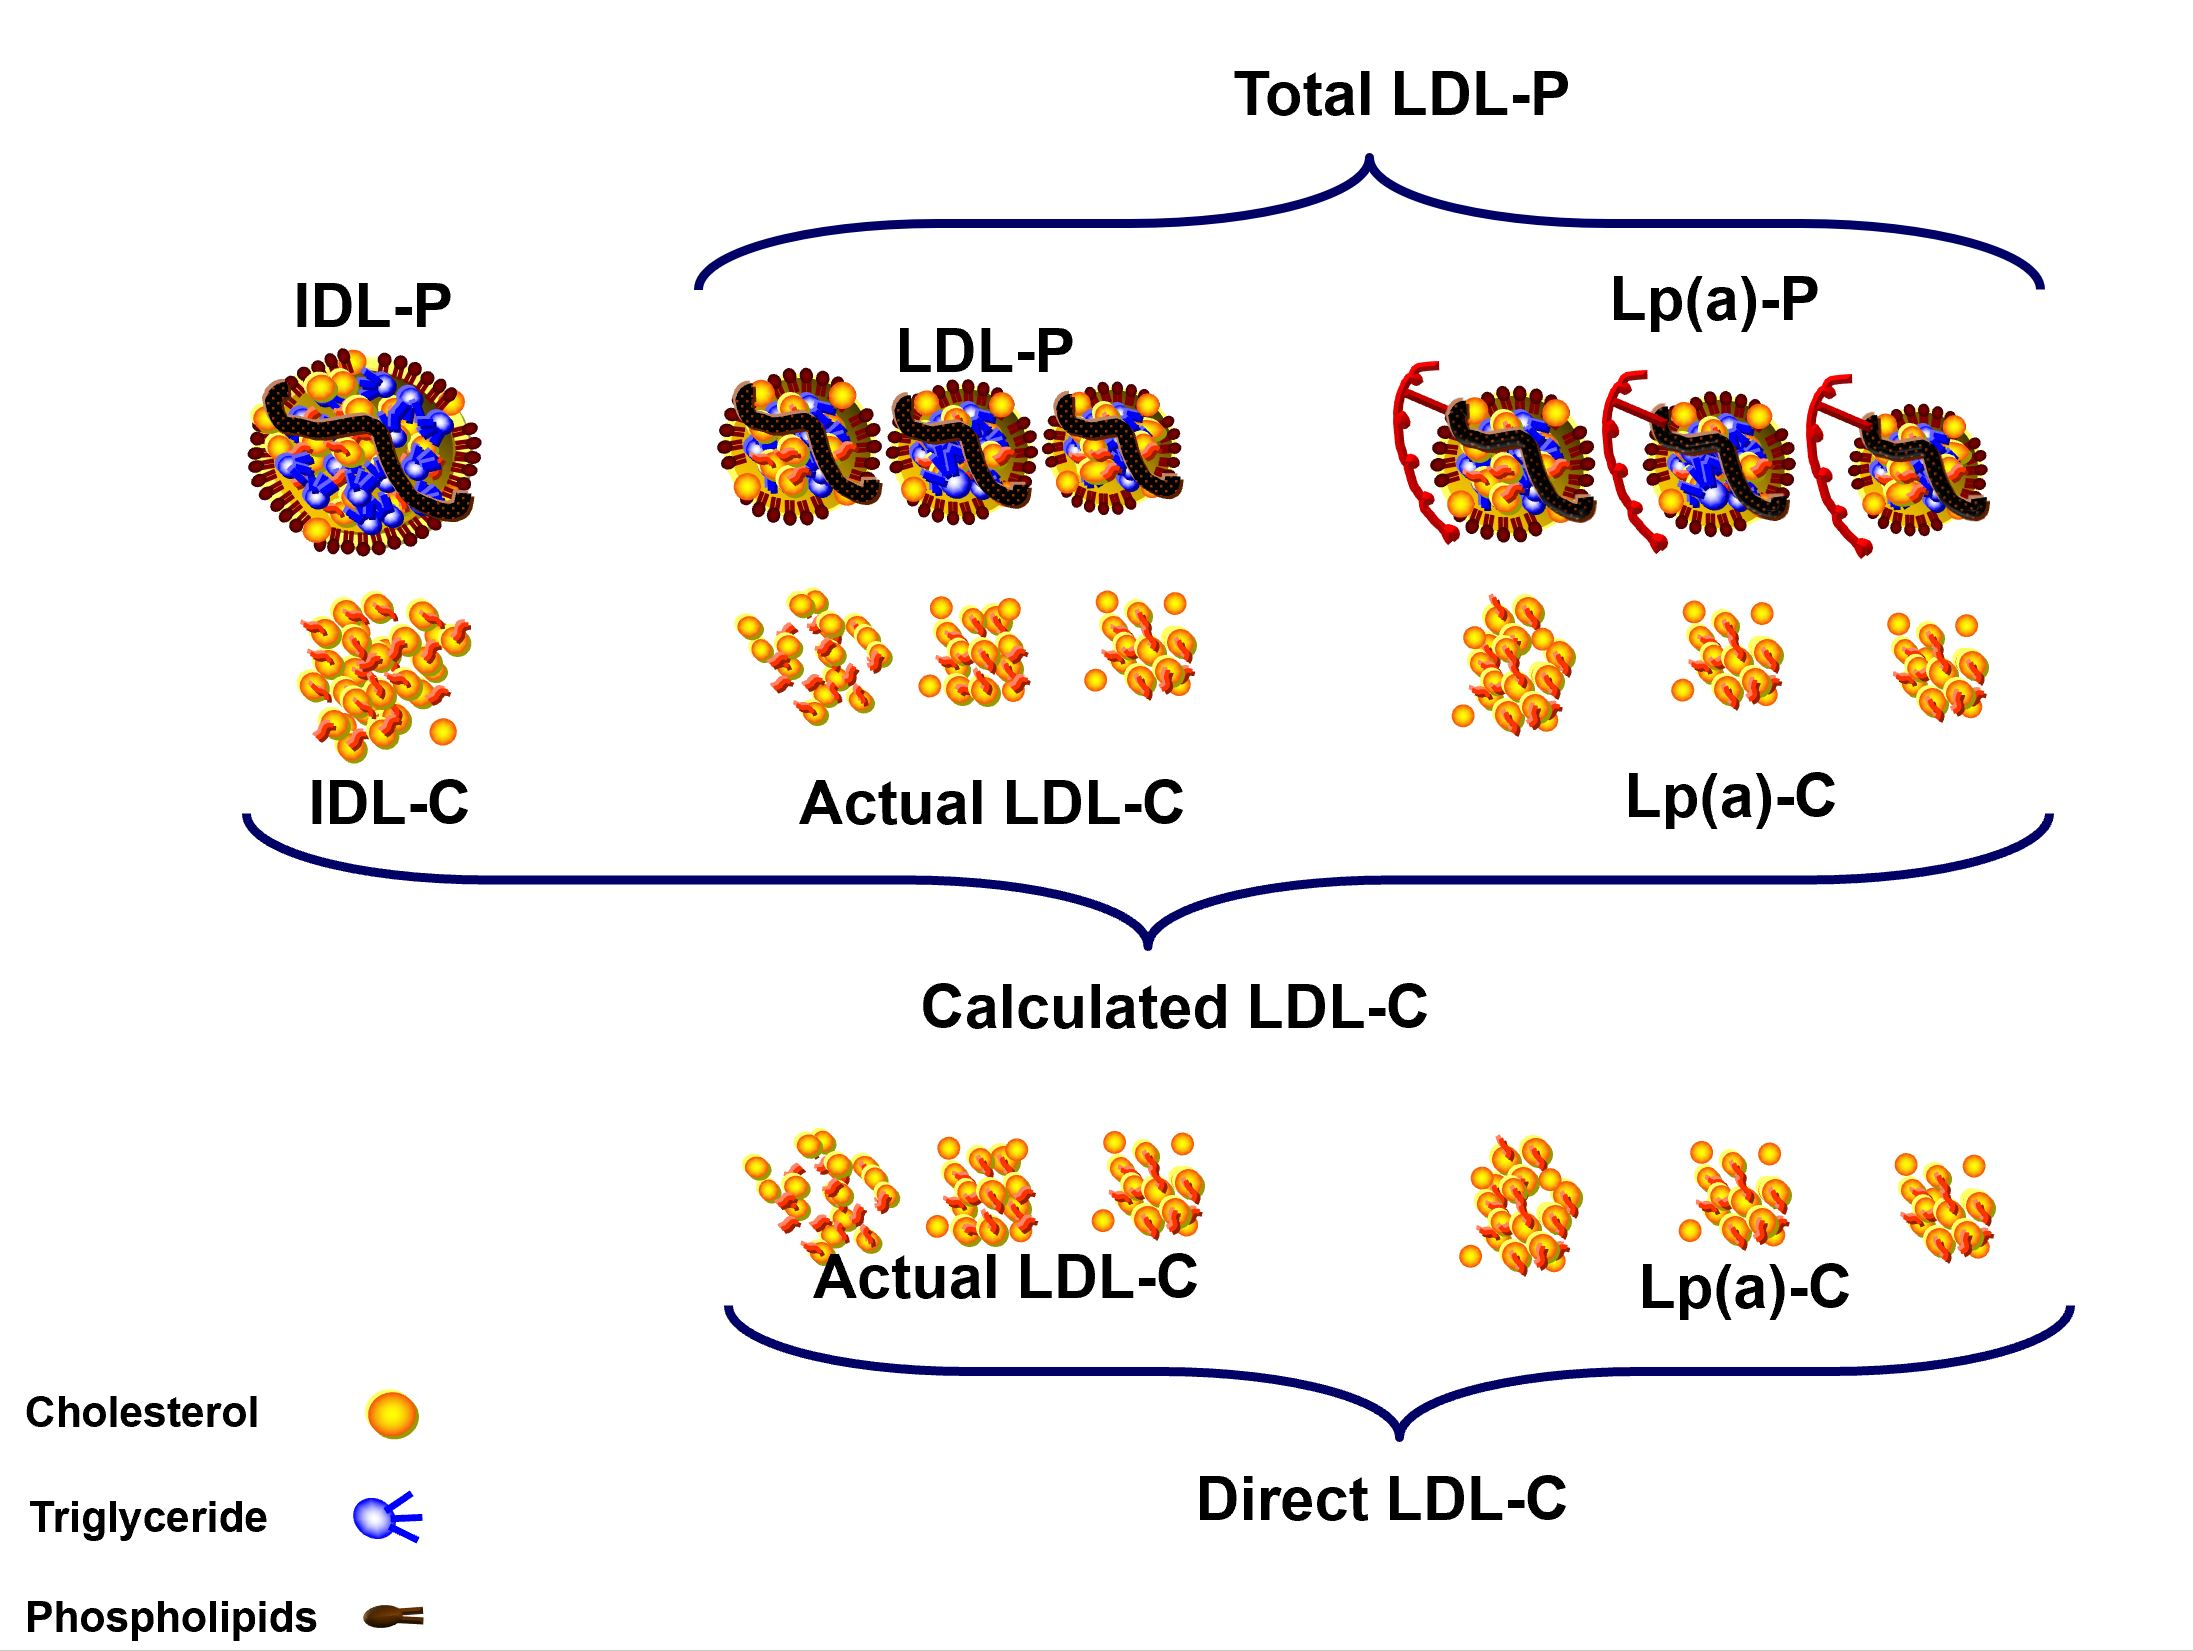 Total LDL-P
IDL-P
LDL-P
Lp(a)-P
IDL-C
Actual LDL-C
Lp(a)-C
Calculated LDL-C
Actual LDL-C
Lp(a)-C
Direct LDL-C
Cholesterol
Triglyceride
Phospholipids